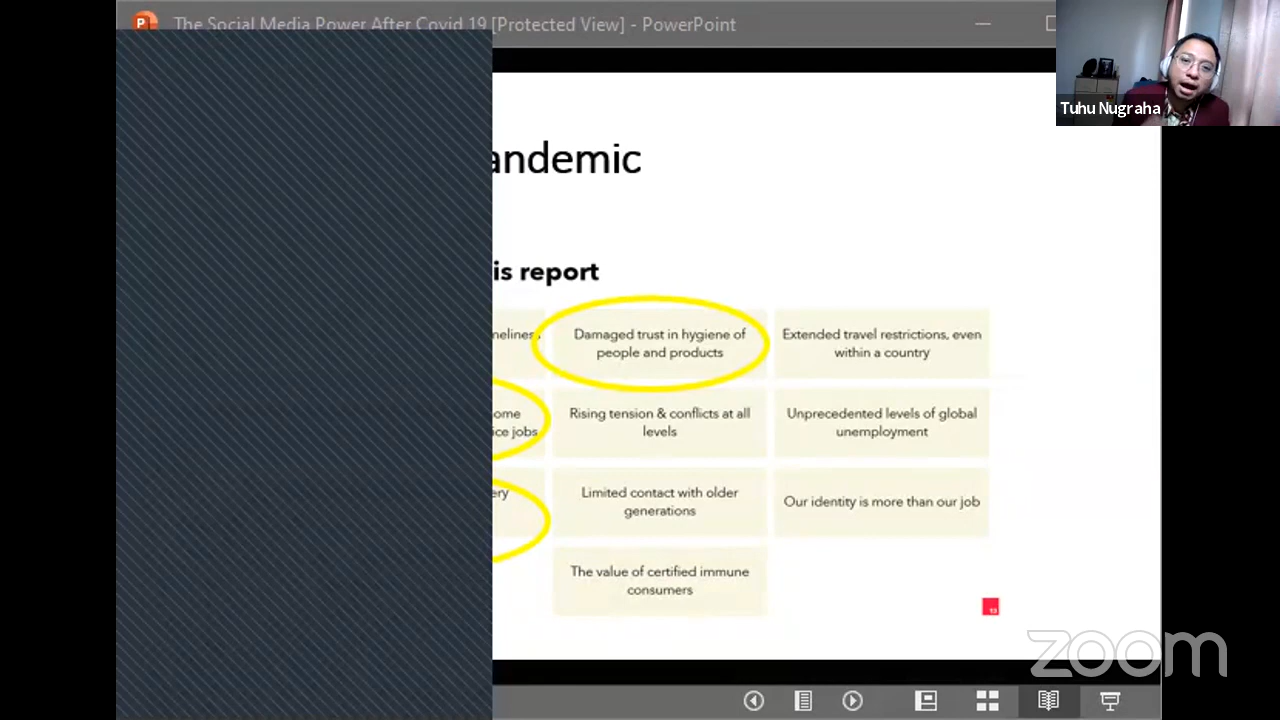 The Social Media Power After Covid 19 [Protected View] - PowerPoint
Tuhu Nugraha
andemic
is report
neliness
Damaged trust in hygiene of
people and products
Extended travel restrictions, even
within a country
ome
ice jobs
Rising tension & conflicts at all
levels
Unprecedented levels of global
unemployment
ery
Limited contact with older
generations
Our identity is more than our job
The value of certified immune
consumers
13
zoom